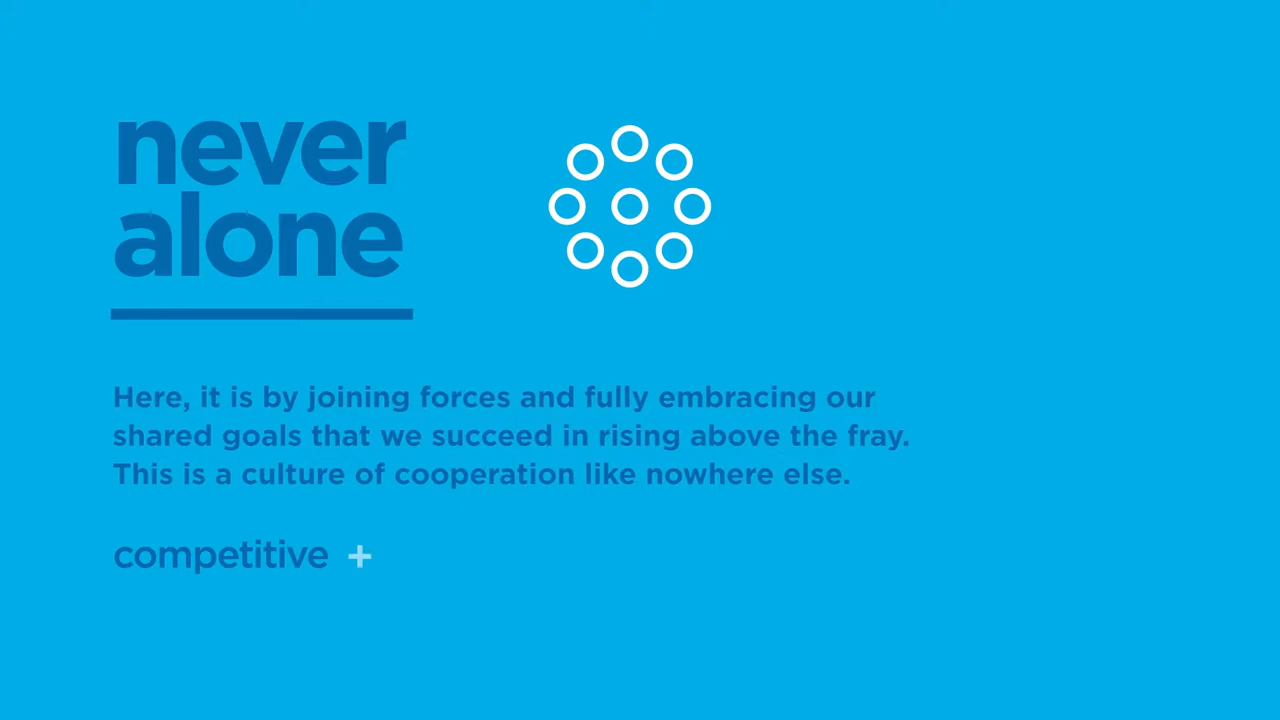 never
alone
Here, it is by joining forces and fully embracing our
shared goals that we succeed in rising above the fray.
This is a culture of cooperation like nowhere else.
competitive +